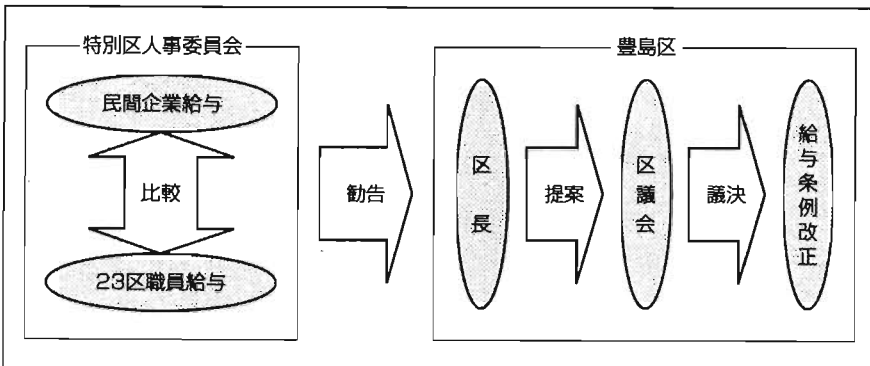 特別区人事委員会
民間企業給与
比較
23区職員給与
勧告
豊島区
区長
提案
区議会
議決
給与条例改正